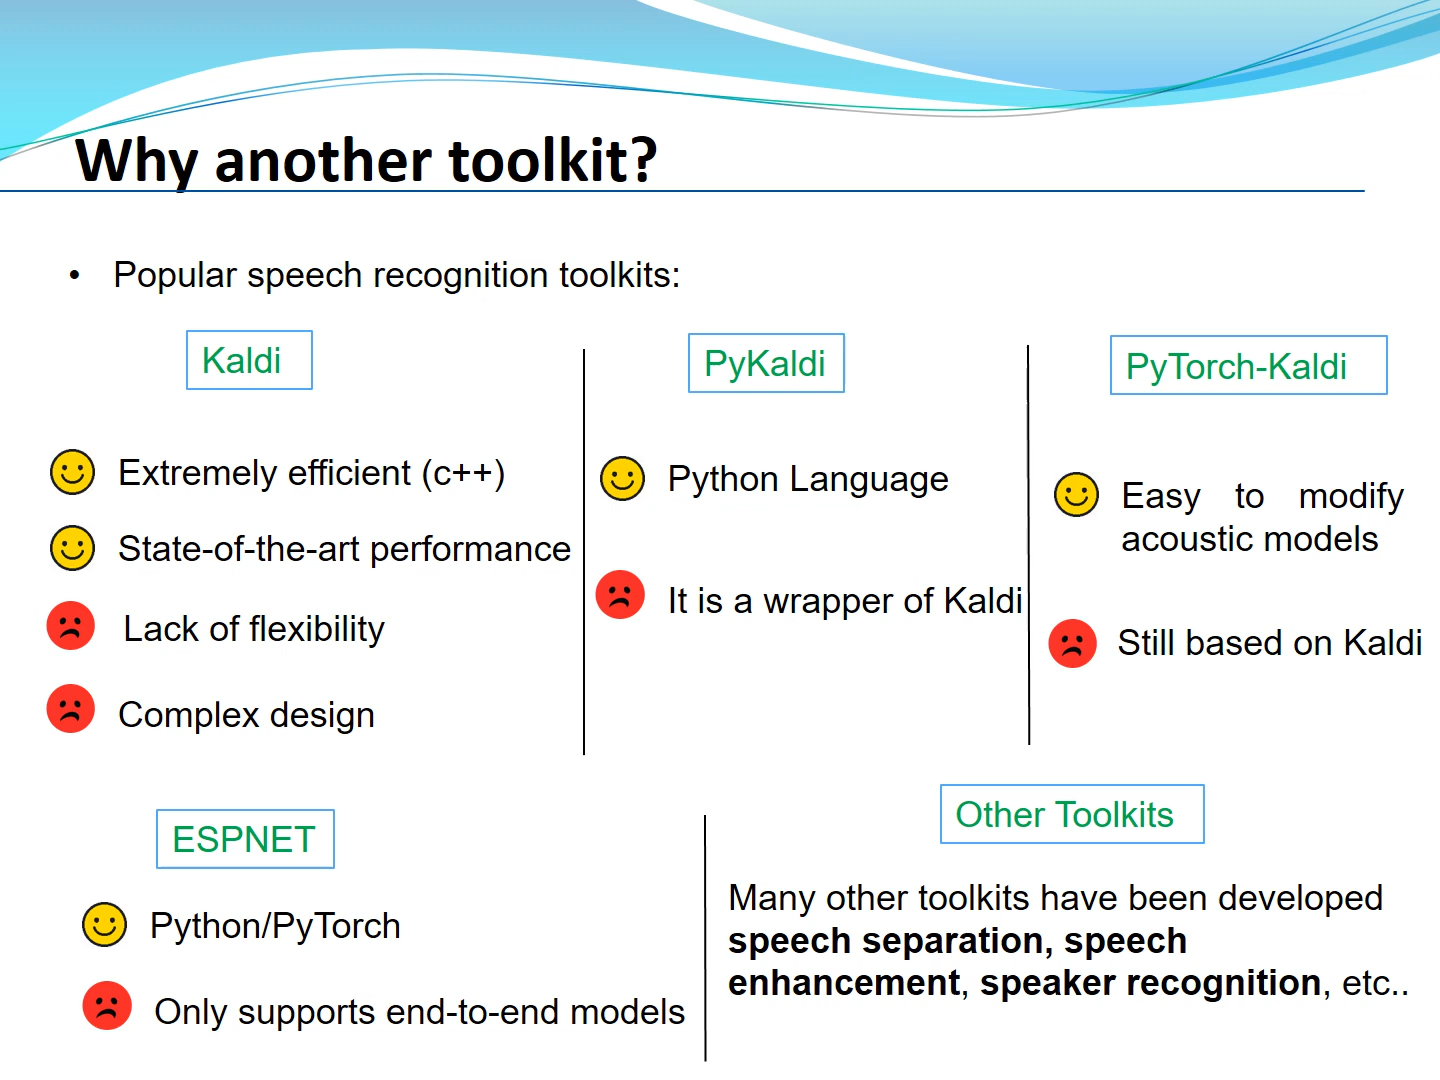 Why another toolkit?
• Popular speech recognition toolkits:
Kaldi
Extremely efficient (c++)
State-of-the-art performance
Lack of flexibility
Complex design
PyKaldi
Python Language
It is a wrapper of Kaldi
PyTorch-Kaldi
Easy to modify
acoustic models
Still based on Kaldi
ESPNET
Python/PyTorch
Only supports end-to-end models
Other Toolkits
Many other toolkits have been developed
speech separation, speech
enhancement, speaker recognition, etc..